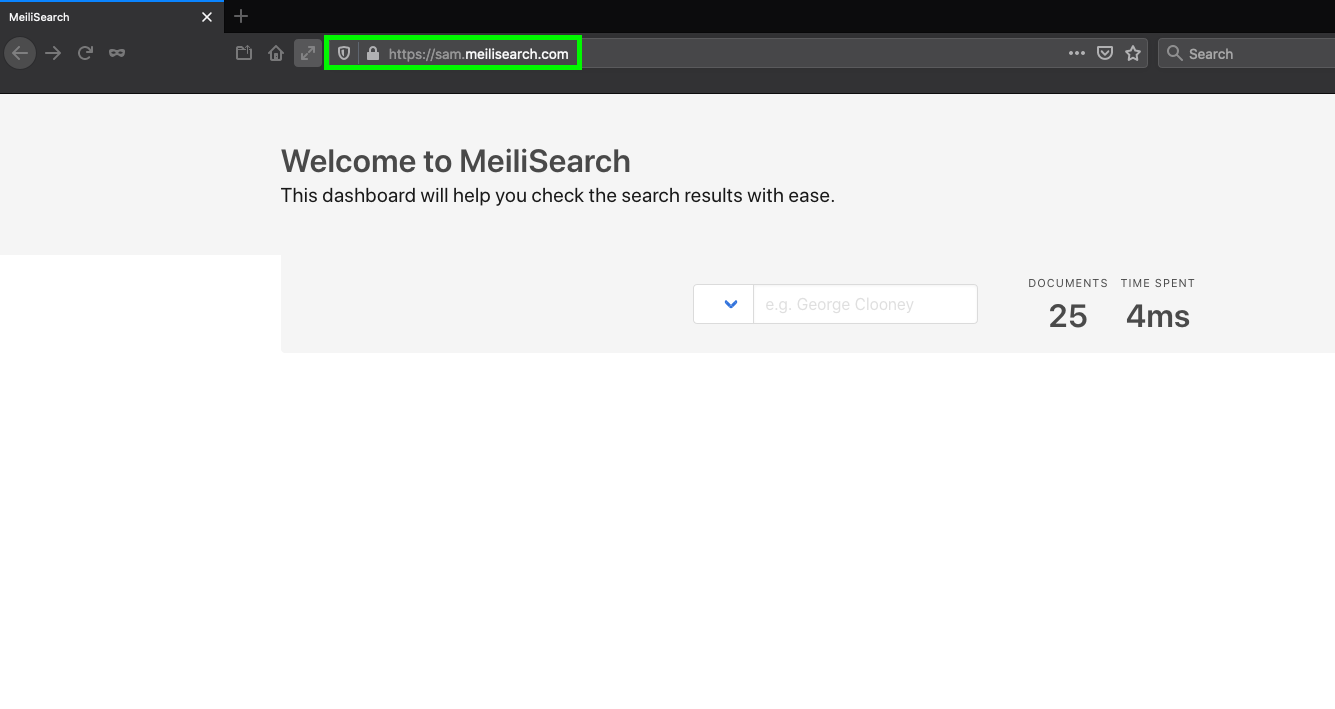 MeiliSearch
https://sam.meilisearch.com
Search
Welcome to MeiliSearch
This dashboard will help you check the search results with ease.
e.g. George Clooney
DOCUMENTS
25
TIME SPENT
4ms